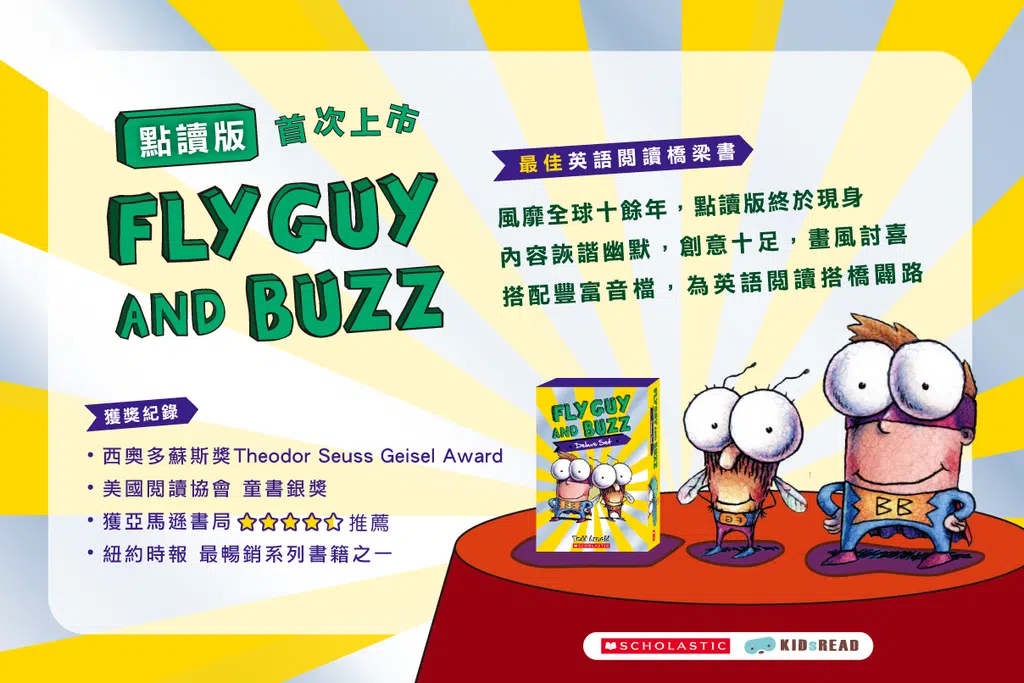 點讀版 首次上市
FLY GUY
AND BUZZ
最佳英語閱讀橋梁書
風靡全球十餘年，點讀版終於現身
內容詼諧幽默，創意十足，畫風討喜
搭配豐富音檔，為英語閱讀搭橋闢路
獲獎紀錄
• 西奧多蘇斯獎Theodor Seuss Geisel Award
• 美國閱讀協會 童書銀獎
• 獲亞馬遜書局 推薦
• 紐約時報 最暢銷系列書籍之一
FLY GUY
AND BUZZ
Deluxe Set
Tedd Arnold
SCHOLASTIC
BB
SCHOLASTIC KIDsREAD